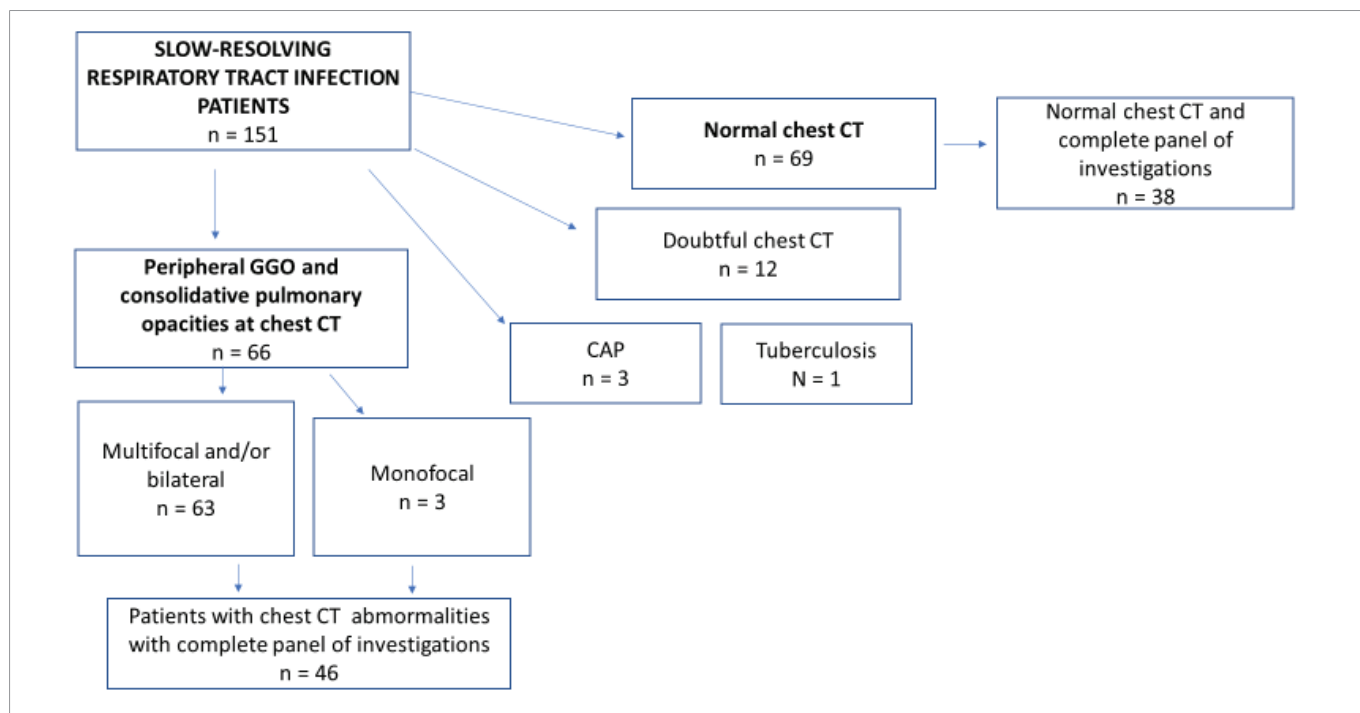 SLOW-RESOLVING
RESPIRATORY TRACT INFECTION
PATIENTS
n = 151
Normal chest CT
n = 69
Normal chest CT and
complete panel of
investigations
n = 38
Doubtful chest CT
n = 12
Peripheral GGO and
consolidative pulmonary
opacities at chest CT
n = 66
CAP
n = 3
Tuberculosis
N = 1
Multifocal and/or
bilateral
n = 63
Monofocal
n = 3
Patients with chest CT abmormalities
with complete panel of investigations
n = 46